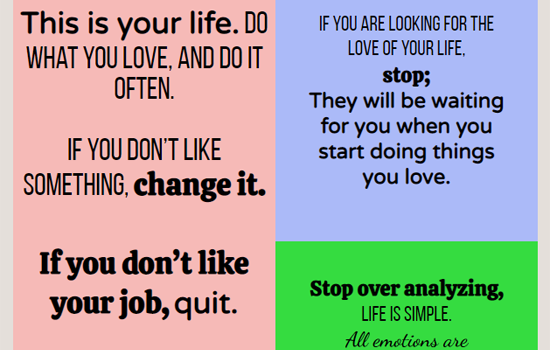 This is your life. DO
WHAT YOU LOVE, AND DO IT
OFTEN.
IF YOU DON'T LIKE
SOMETHING, change it.
If you don't like
your job, quit.
IF YOU ARE LOOKING FOR THE
LOVE OF YOUR LIFE,
stop;
They will be waiting
for you when you
start doing things
you love.
Stop over analyzing,
LIFE IS SIMPLE.
All emotions are